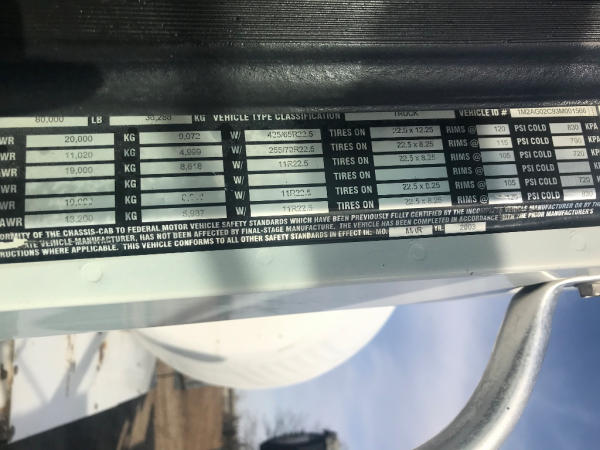 80,000 LB 36,288 KG VEHICLE TYPE CLASSIFICATION TRUCK VEHICLE ID #
WR 20,000 KG 9,072 W/ 425/65R22.5 TIRES ON 22.5 x 12.25 RIMS @ 120 PSI COLD 830 KPA
WR 11,020 KG 4,999 W/ 255/70R22.5 TIRES ON 22.5 x 8.25 RIMS @ 115 PSI COLD 790 KPA
WR 19,000 KG 8,618 W/ 11R22.5 TIRES ON 22.5 x 8.25 RIMS @ 105 PSI COLD 720 KPA
WR KG W/ TIRES ON RIMS @ PSI COLD
WR KG W/ 11R22.5 TIRES ON 22.5 x 8.25 RIMS @ 105 PSI COLD 720
AWR 13,200 KG 5,987 W/ 11R22.5 TIRES ON 22.5 x 8.25 RIMS @ PSI COLD
OF THE CHASSIS-CAB TO FEDERAL MOTOR VEHICLE SAFETY STANDARDS WHICH HAVE BEEN PREVIOUSLY FULLY CERTIFIED BY THE
VEHICLE MANUFACTURER, HAS NOT BEEN AFFECTED BY FINAL-STAGE MANUFACTURE. THE VEHICLE HAS BEEN COMPLETED IN ACCORDANCE WITH THE PRIOR MANUFACTURER'S
RUCTIONS WHERE APPLICABLE. THIS VEHICLE CONFORMS TO ALL OTHER SAFETY STANDARDS IN EFFECT IN: MO. MAR YR. 2003